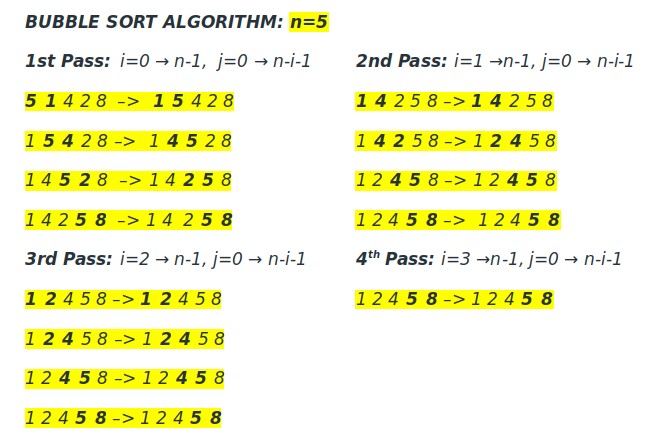 BUBBLE SORT ALGORITHM: n=5
1st Pass: i=0 → n-1, j=0 → n-i-1
5 1 4 2 8 –> 1 5 4 2 8
1 5 4 2 8 –> 1 4 5 2 8
1 4 5 2 8 –> 1 4 2 5 8
1 4 2 5 8 –> 1 4 2 5 8
2nd Pass: i=1 →n-1, j=0 → n-i-1
1 4 2 5 8 –> 1 4 2 5 8
1 4 2 5 8 –> 1 2 4 5 8
1 2 4 5 8 –> 1 2 4 5 8
1 2 4 5 8 –> 1 2 4 5 8
3rd Pass: i=2 → n-1, j=0 → n-i-1
1 2 4 5 8 –> 1 2 4 5 8
1 2 4 5 8 –> 1 2 4 5 8
1 2 4 5 8 –> 1 2 4 5 8
1 2 4 5 8 –> 1 2 4 5 8
4th Pass: i=3 →n-1, j=0 → n-i-1
1 2 4 5 8 –> 1 2 4 5 8